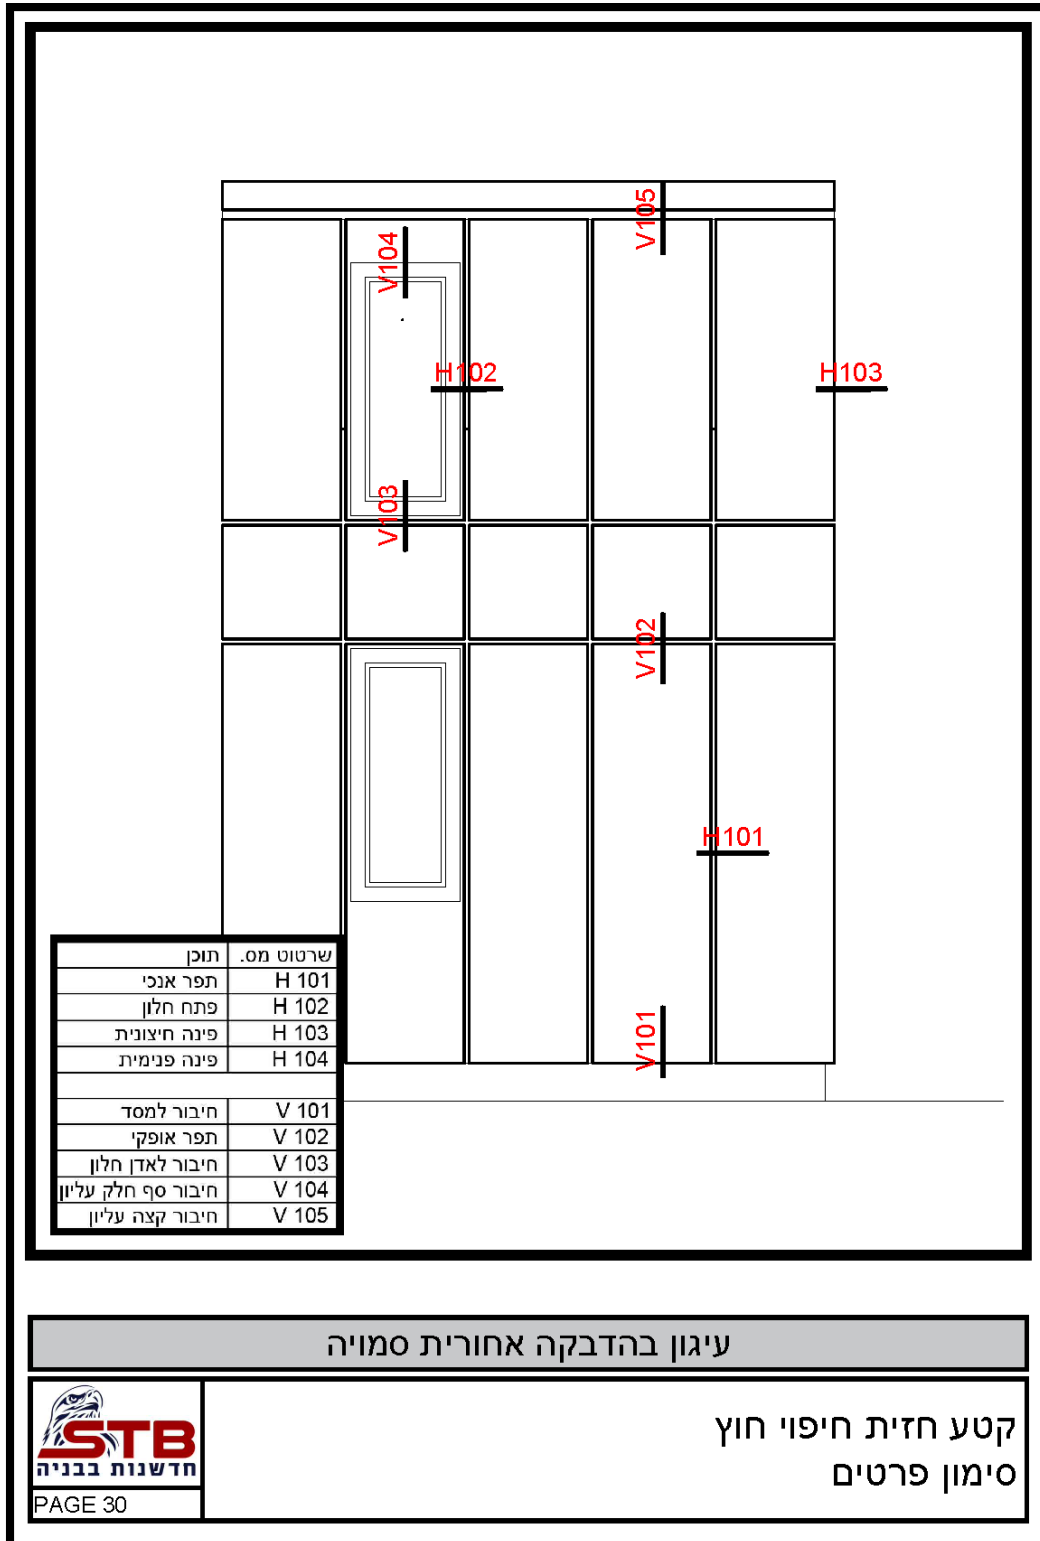 V105
V104
H102
H103
V103
V102
H101
V101
שרטוט מס. תוכן
H 101 תפר אנכי
H 102 פתח חלון
H 103 פינה חיצונית
H 104 פינה פנימית
V 101 חיבור למסד
V 102 תפר אופקי
V 103 חיבור לאדן חלון
V 104 חיבור סף חלק עליון
V 105 חיבור קצה עליון
עיגון בהדבקה אחורית סמויה
קטע חזית חיפוי חוץ
סימון פרטים
STB
חדשנות בבניה
PAGE 30